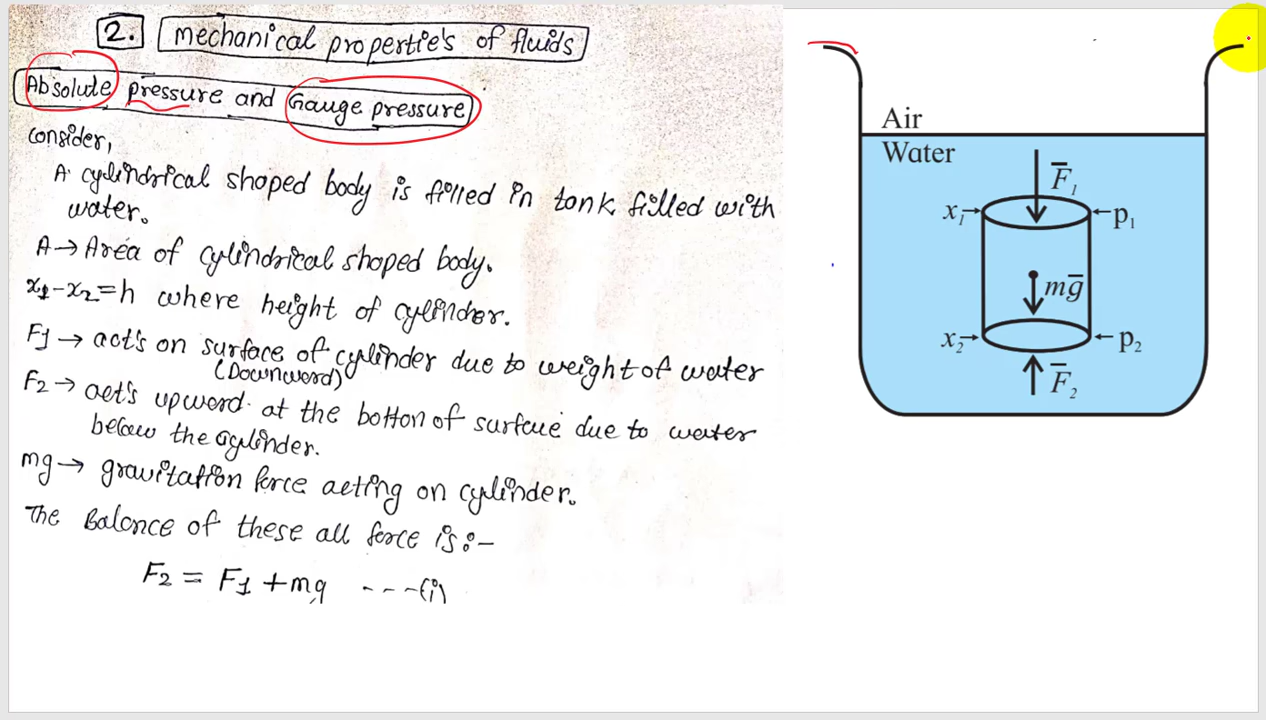 2. mechanical propertie's of fluids
Absolute pressure and Gauge pressure
consider,
A cylindrical shaped body is filled in tank filled with
water.
A → Area of cylindrical shaped body.
x1-x2=h where height of cylinder.
F1 → act's on surface of cylinder due to weight of water
(Downword)
F2 → act's upword at the botton of surface due to water
below the cylinder.
mg → gravitation force acting on cylinder.
The Balance of these all force is:-
F2 = F1 +mg ---(i)
Air
Water
F̅1
x1
p1
mg̅
x2
p2
F̅2